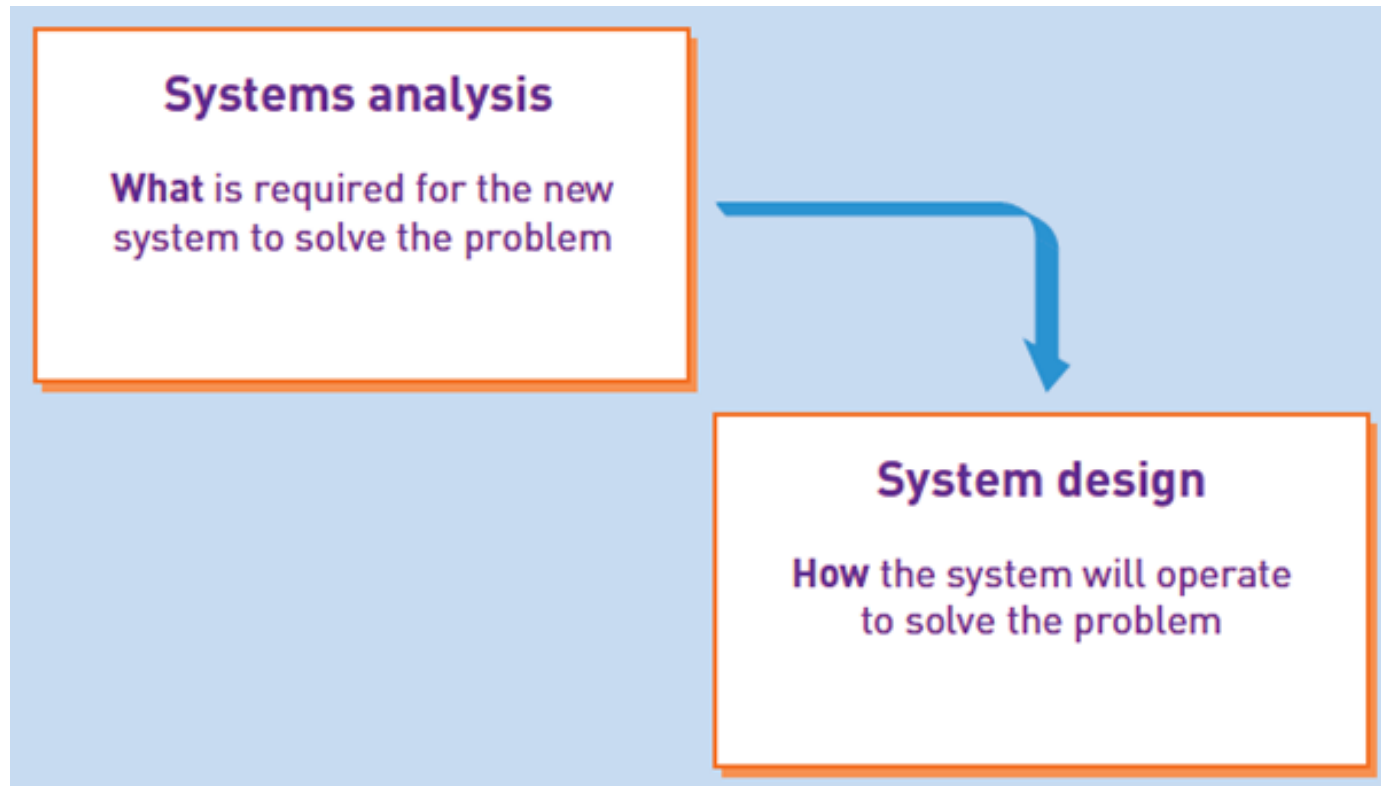 Systems analysis
What is required for the new
system to solve the problem
System design
How the system will operate
to solve the problem